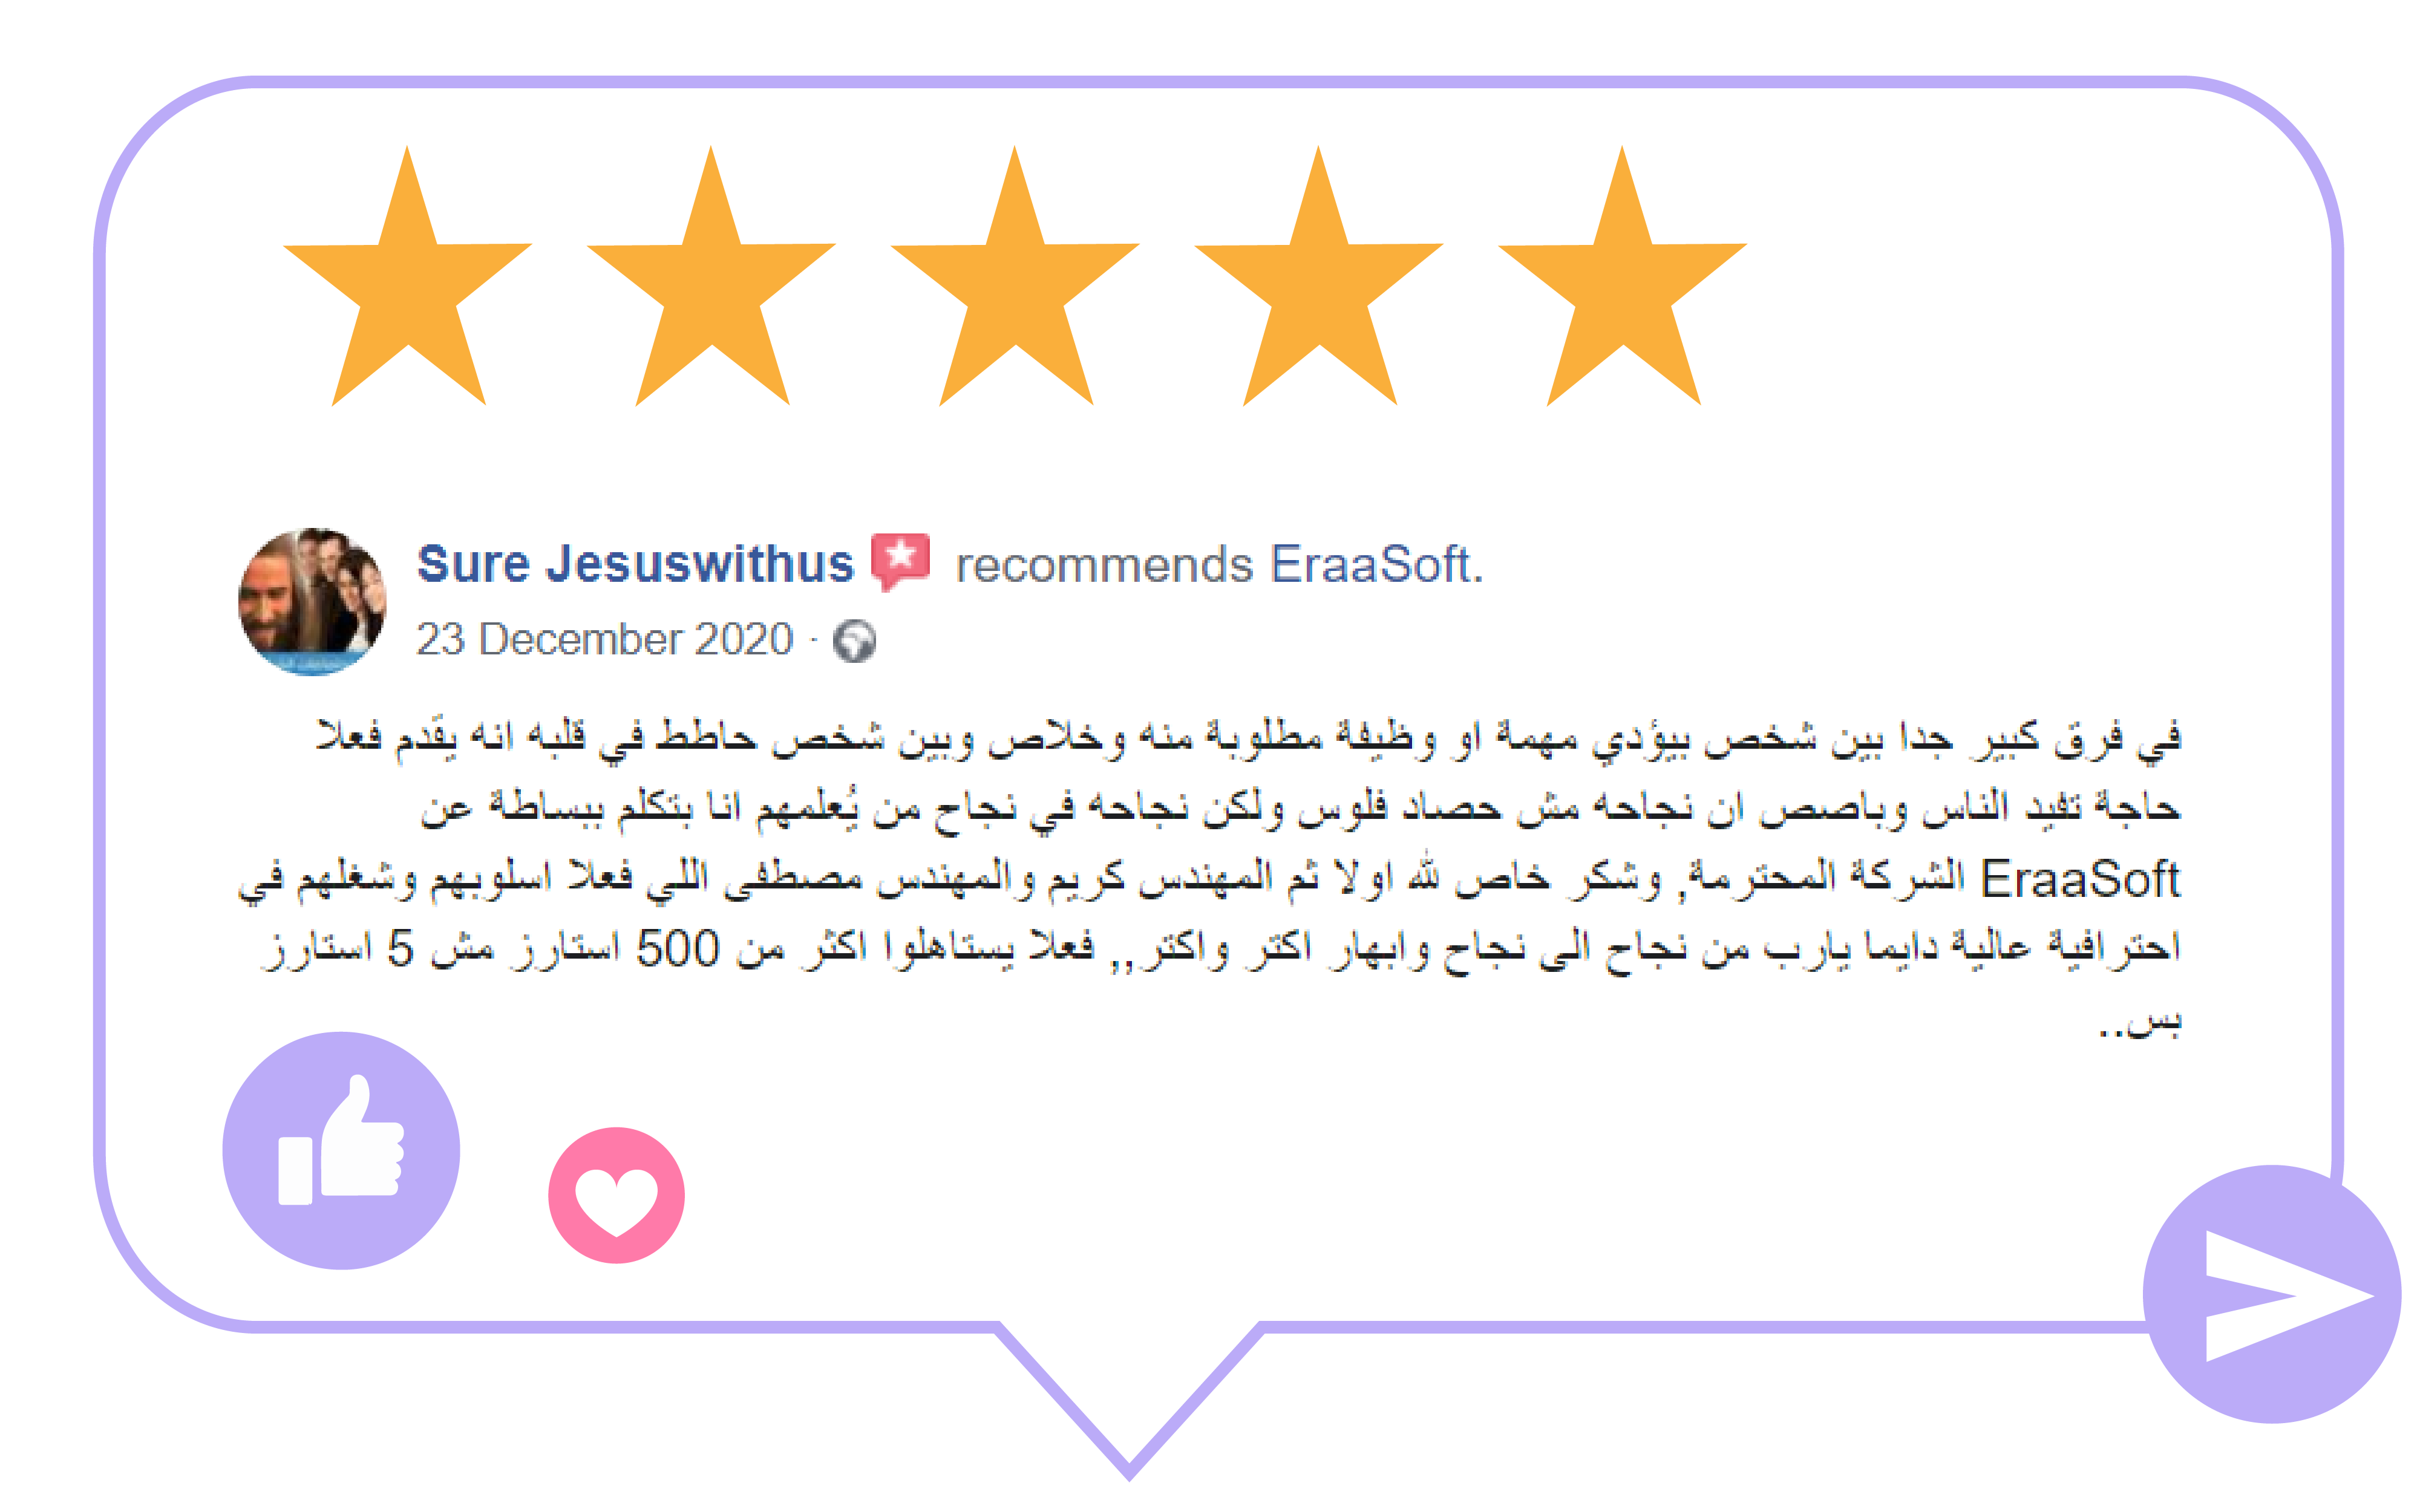 Sure Jesuswithus recommends EraaSoft.
23 December 2020 ·
في فرق كبير جدا بين شخص بيؤدي مهمة او وظيفة مطلوبة منه وخلاص وبين شخص حاطط في قلبه انه يقّدم فعلا
حاجة تفيد الناس وباصص ان نجاحه مش حصاد فلوس ولكن نجاحه في نجاح من يُعلمهم انا بتكلم ببساطة عن
EraaSoft الشركة المحترمة, وشكر خاص لله اولا ثم المهندس كريم والمهندس مصطفى اللي فعلا اسلوبهم وشغلهم في
احترافية عالية دايما يارب من نجاح الى نجاح وابهار اكتر واكتر,, فعلا يستاهلوا اكثر من 500 استارز مش 5 استارز
بس..